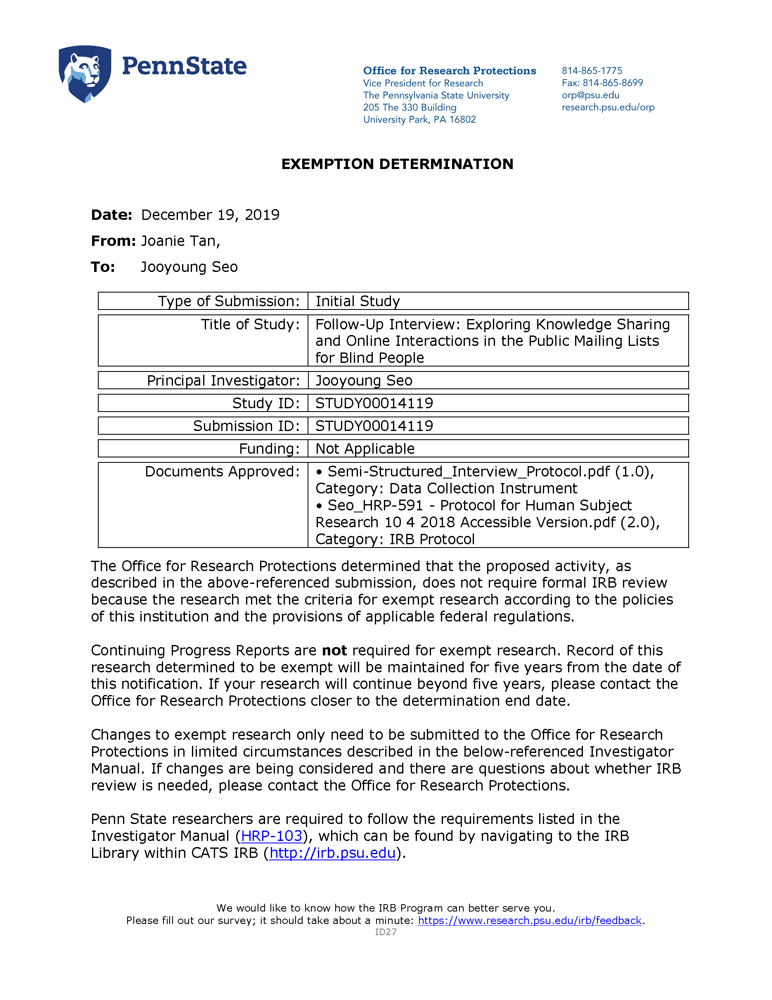 PennState
Office for Research Protections
Vice President for Research
The Pennsylvania State University
205 The 330 Building
University Park, PA 16802
814-865-1775
Fax: 814-865-8699
orp@psu.edu
research.psu.edu/orp
EXEMPTION DETERMINATION
Date: December 19, 2019
From: Joanie Tan,
To: Jooyoung Seo
Type of Submission: Initial Study
Title of Study: Follow-Up Interview: Exploring Knowledge Sharing
and Online Interactions in the Public Mailing Lists
for Blind People
Principal Investigator: Jooyoung Seo
Study ID: STUDY00014119
Submission ID: STUDY00014119
Funding: Not Applicable
Documents Approved: • Semi-Structured_Interview_Protocol.pdf (1.0),
Category: Data Collection Instrument
• Seo_HRP-591 - Protocol for Human Subject
Research 10 4 2018 Accessible Version.pdf (2.0),
Category: IRB Protocol
The Office for Research Protections determined that the proposed activity, as
described in the above-referenced submission, does not require formal IRB review
because the research met the criteria for exempt research according to the policies
of this institution and the provisions of applicable federal regulations.
Continuing Progress Reports are not required for exempt research. Record of this
research determined to be exempt will be maintained for five years from the date of
this notification. If your research will continue beyond five years, please contact the
Office for Research Protections closer to the determination end date.
Changes to exempt research only need to be submitted to the Office for Research
Protections in limited circumstances described in the below-referenced Investigator
Manual. If changes are being considered and there are questions about whether IRB
review is needed, please contact the Office for Research Protections.
Penn State researchers are required to follow the requirements listed in the
Investigator Manual (HRP-103), which can be found by navigating to the IRB
Library within CATS IRB (http://irb.psu.edu).
We would like to know how the IRB Program can better serve you.
Please fill out our survey; it should take about a minute: https://www.research.psu.edu/irb/feedback.
ID27